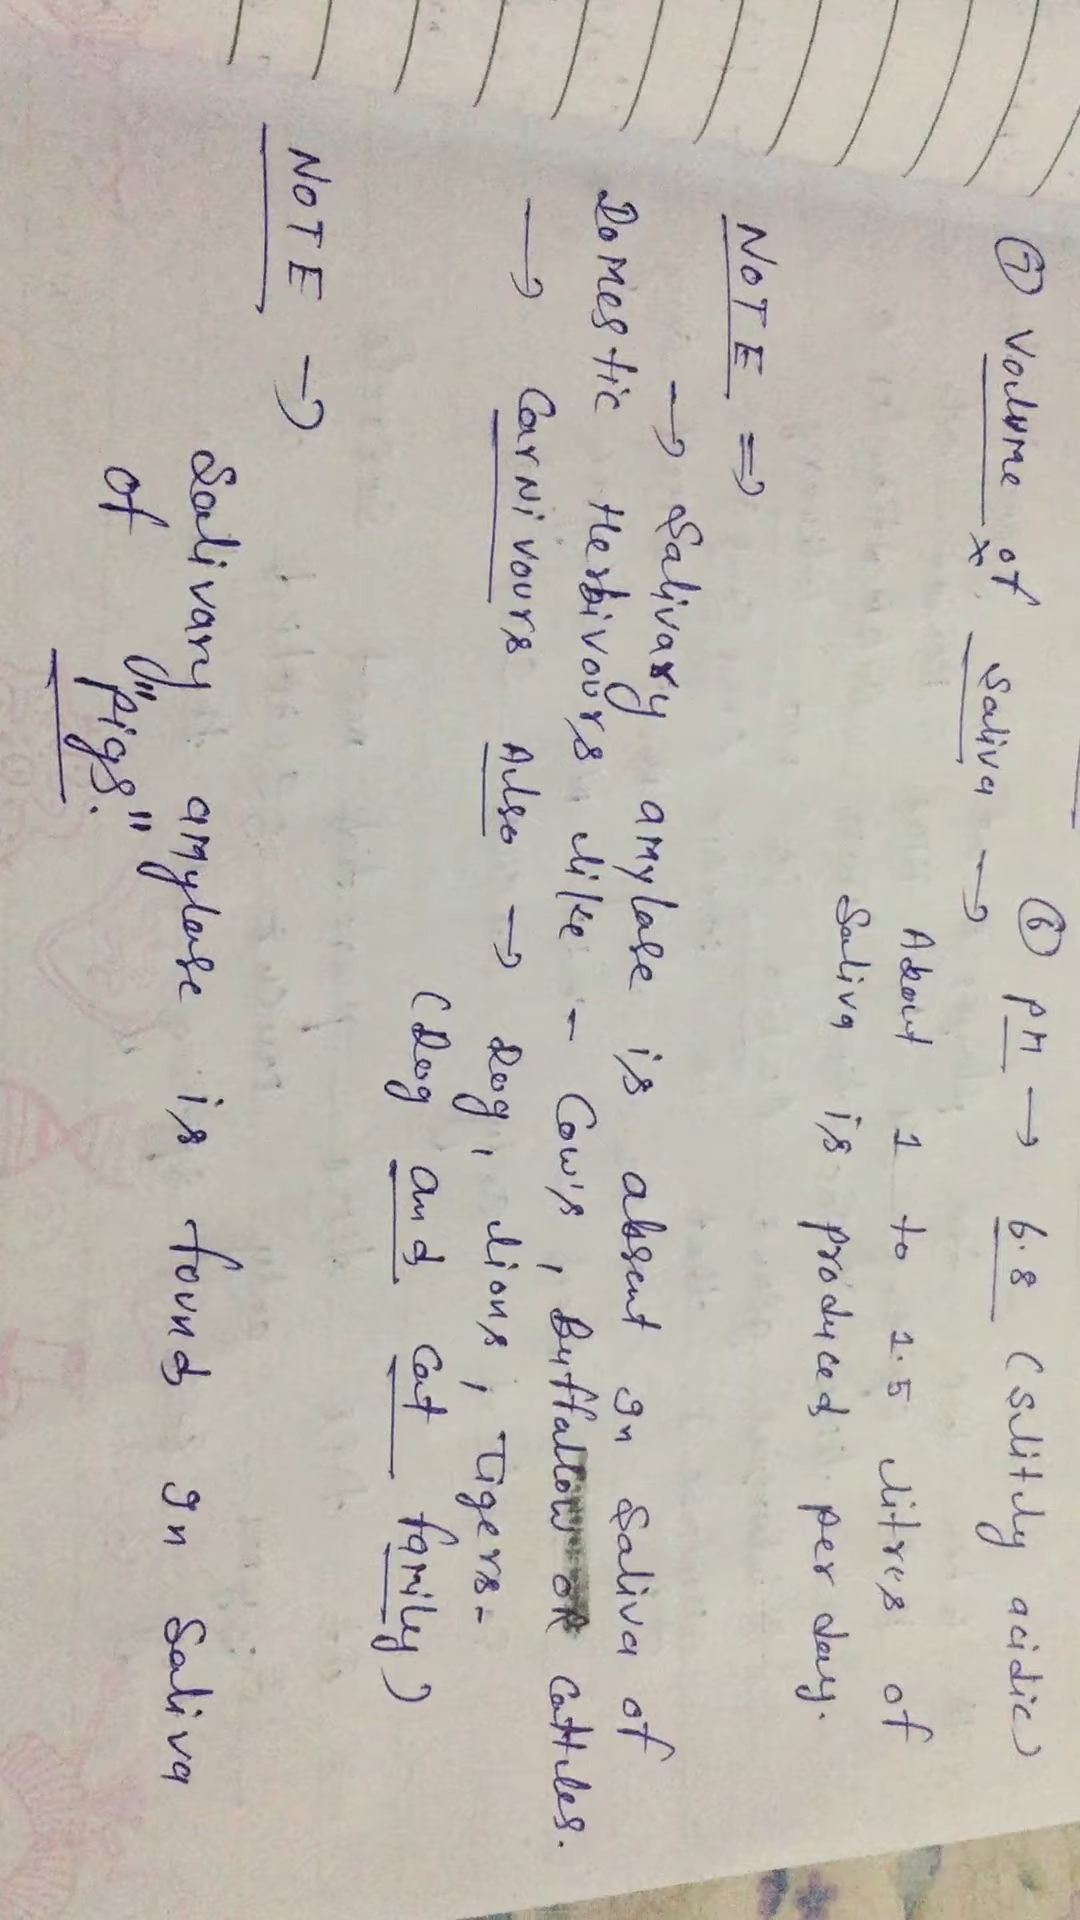 ⑥ PH → 6.8 (slitly acidic)
⑦ Volume of Saliva →
About 1 to 1.5 litres of
Saliva is produced per day.
NOTE ⇒
→ Salivary amylase is absent In Saliva of
Domestic Herbivours like - Cow's, Buffallow OR Cattles.
→ Carnivours Also → Dog, lions, Tigers-
(Dog and Cat family)
NOTE →
Salivary amylase is found In Saliva
of "Pigs."